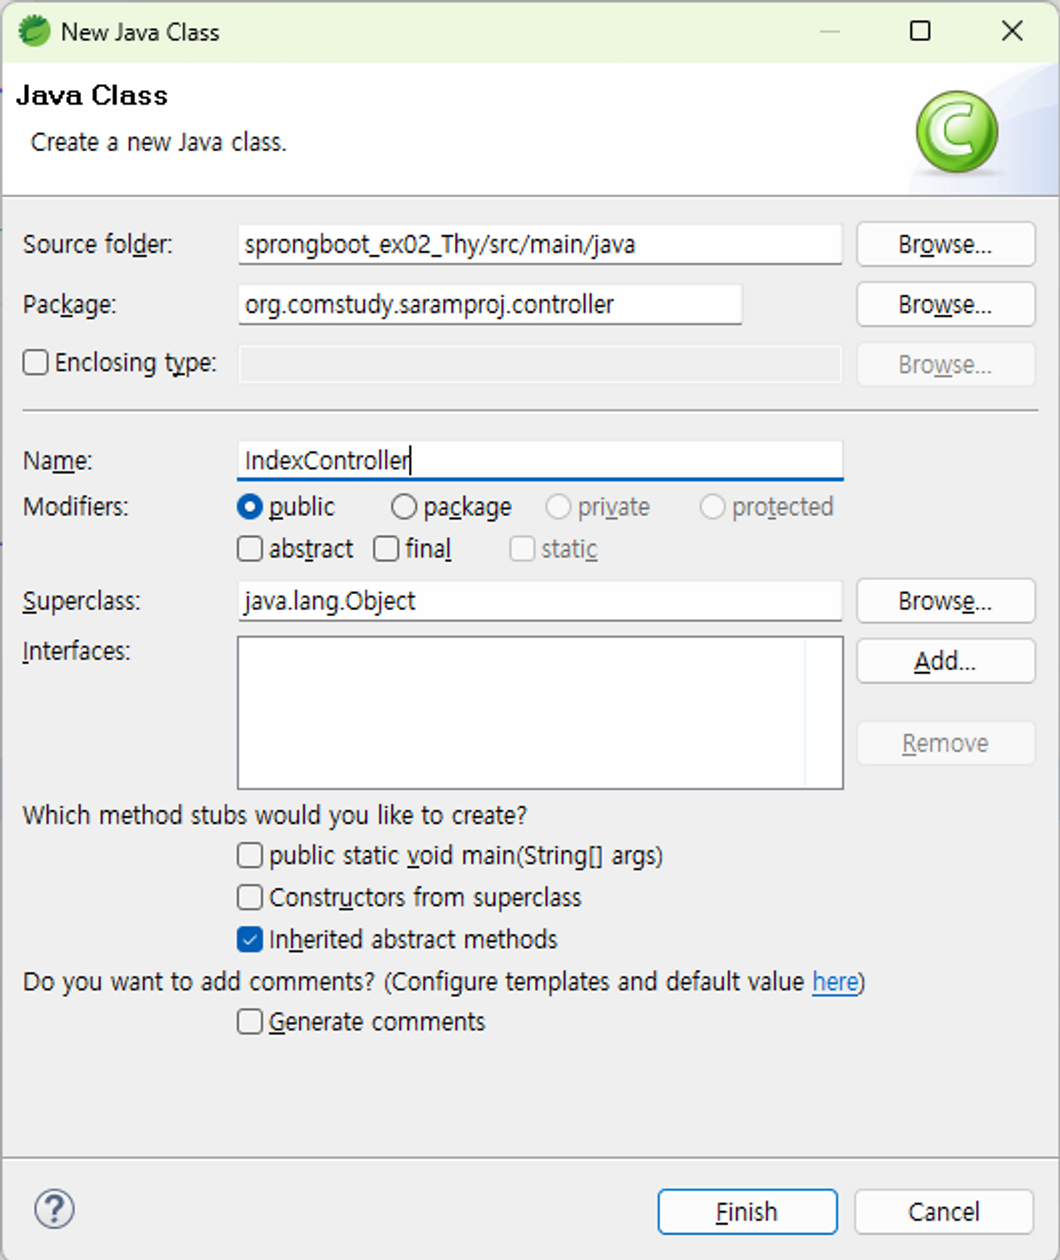 New Java Class
Java Class
Create a new Java class.
Source folder: sprongboot_ex02_Thy/src/main/java Browse...
Package: org.comstudy.saramproj.controller Browse...
Enclosing type: Browse...
Name: IndexController
Modifiers: public package private protected
abstract final static
Superclass: java.lang.Object Browse...
Interfaces: Add...
Remove
Which method stubs would you like to create?
public static void main(String[] args)
Constructors from superclass
Inherited abstract methods
Do you want to add comments? (Configure templates and default value here)
Generate comments
? Finish Cancel